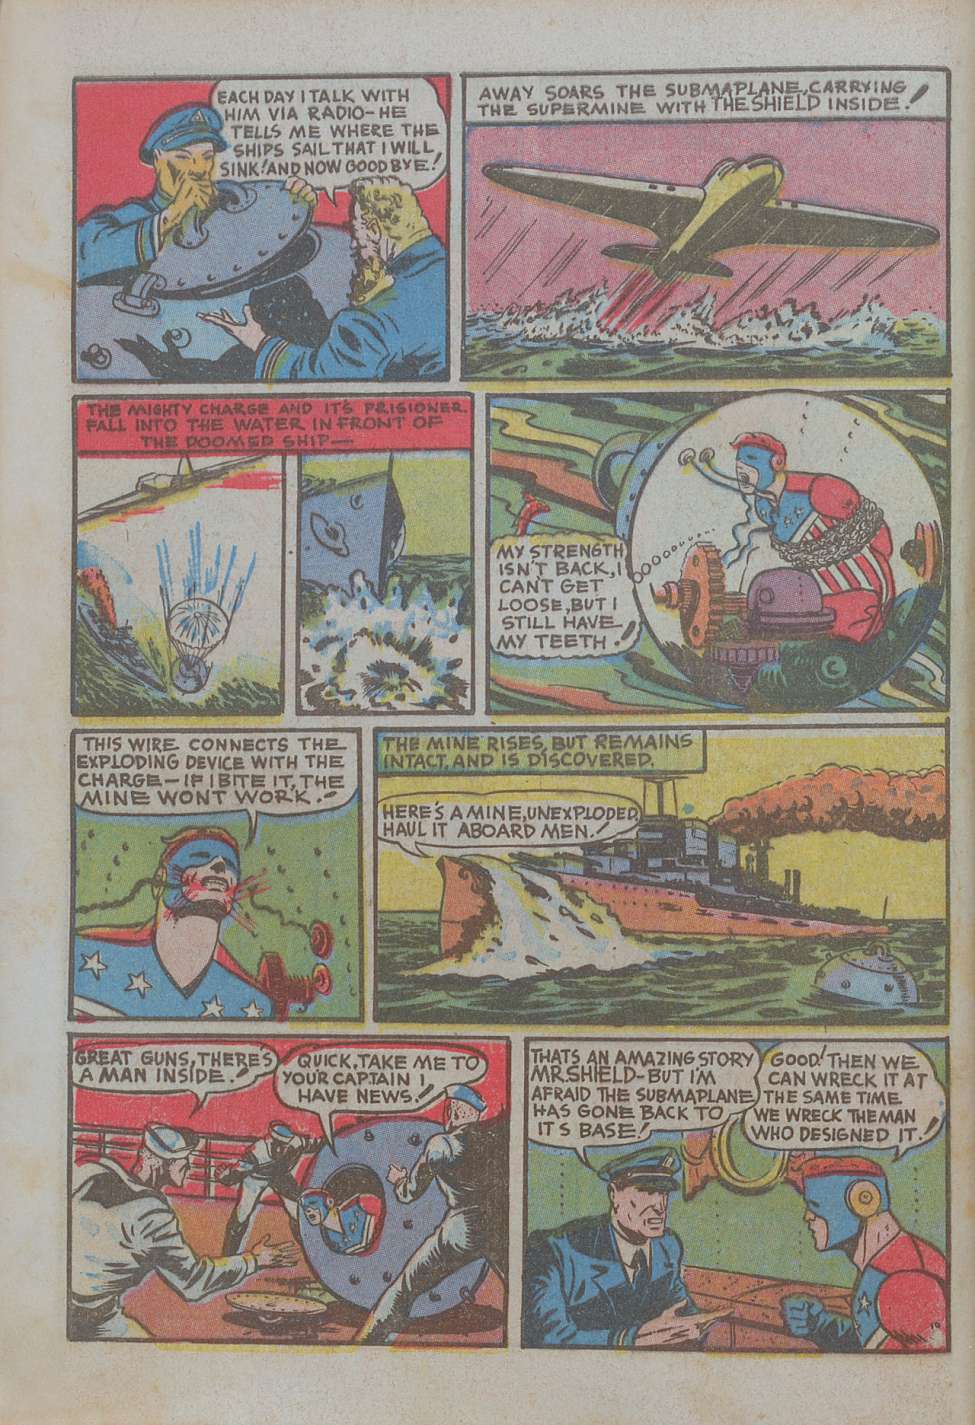 EACH DAY I TALK WITH
HIM VIA RADIO-HE
TELLS ME WHERE THE
SHIPS SAIL THAT I WILL
SINK! AND NOW GOOD BYE!
AWAY SOARS THE SUBMAPLANE, CARRYING
THE SUPERMINE WITH THE SHIELD INSIDE!
THE MIGHTY CHARGE AND IT'S PRISIONER
FALL INTO THE WATER IN FRONT OF
THE DOOMED SHIP—
MY STRENGTH
ISN'T BACK, I
CAN'T GET
LOOSE, BUT I
STILL HAVE
MY TEETH!
THIS WIRE CONNECTS THE
EXPLODING DEVICE WITH THE
CHARGE—IF I BITE IT, THE
MINE WONT WORK!
THE MINE RISES, BUT REMAINS
INTACT, AND IS DISCOVERED.
HERE'S A MINE, UNEXPLODED,
HAUL IT ABOARD MEN!
GREAT GUNS, THERE'S
A MAN INSIDE!
QUICK, TAKE ME TO
YOUR CAPTAIN I
HAVE NEWS!
THATS AN AMAZING STORY
MR. SHIELD-BUT I'M
AFRAID THE SUBMAPLANE
HAS GONE BACK TO
ITS BASE!
GOOD! THEN WE
CAN WRECK IT AT
THE SAME TIME
WE WRECK THE MAN
WHO DESIGNED IT!
10